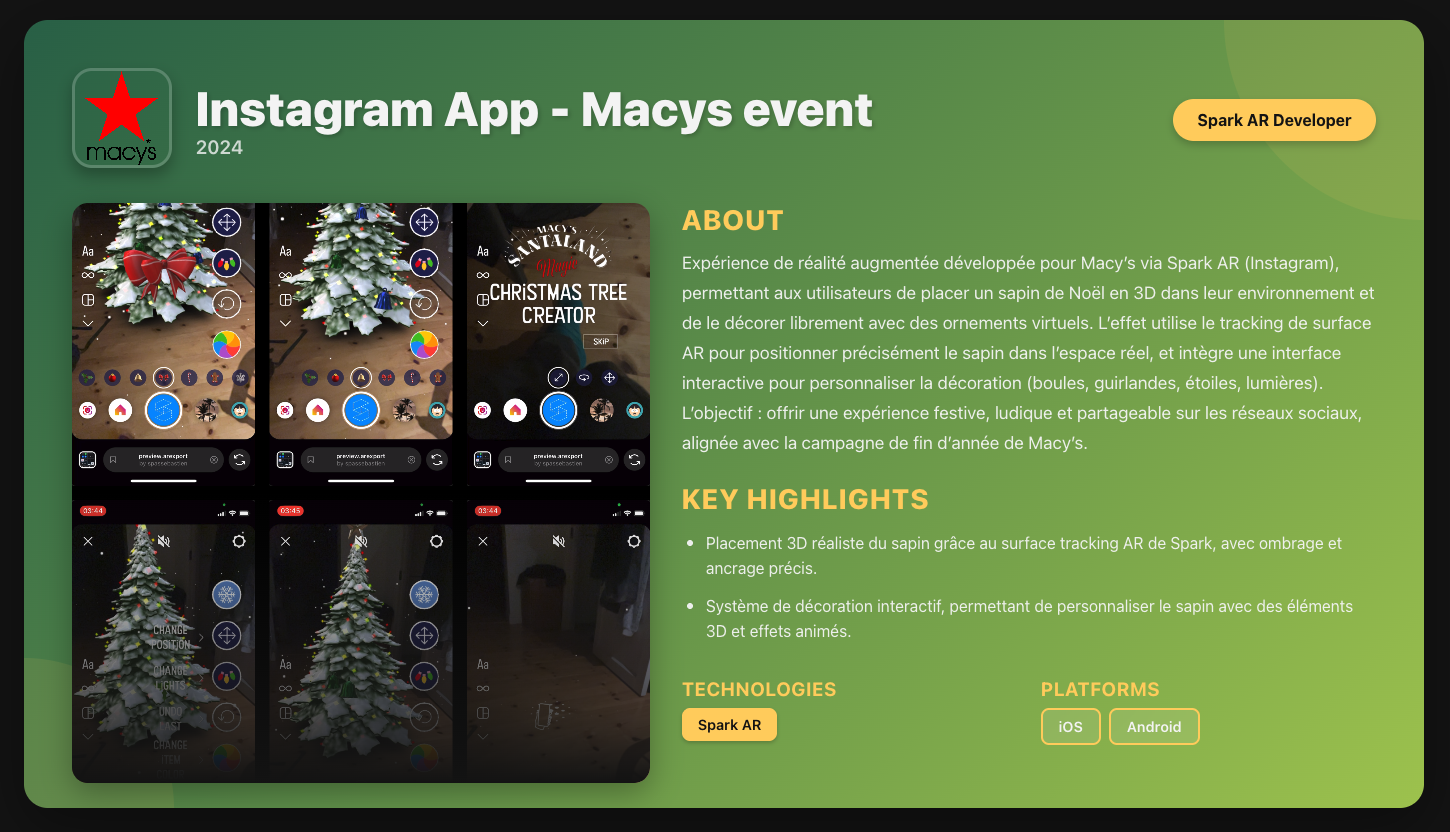 macy's
Instagram App - Macys event
2024
Spark AR Developer
Aa
Aa
Aa
MACY'S
SANTALAND
CHRISTMAS TREE
CREATOR
SKIP
preview.arexport
by spassebastien
preview.arexport
by spassebastien
preview.arexport
by spassebastien
03:44
03:45
03:44
CHANGE
POSITION
Aa
CHANGE
LIGHTS
UNDO
LAST
CHANGE
ITEM
Aa
Aa
ABOUT
Expérience de réalité augmentée développée pour Macy’s via Spark AR (Instagram),
permettant aux utilisateurs de placer un sapin de Noël en 3D dans leur environnement et
de le décorer librement avec des ornements virtuels. L’effet utilise le tracking de surface
AR pour positionner précisément le sapin dans l’espace réel, et intègre une interface
interactive pour personnaliser la décoration (boules, guirlandes, étoiles, lumières).
L’objectif : offrir une expérience festive, ludique et partageable sur les réseaux sociaux,
alignée avec la campagne de fin d’année de Macy’s.
KEY HIGHLIGHTS
• Placement 3D réaliste du sapin grâce au surface tracking AR de Spark, avec ombrage et
ancrage précis.
• Système de décoration interactif, permettant de personnaliser le sapin avec des éléments
3D et effets animés.
TECHNOLOGIES
Spark AR
PLATFORMS
iOS
Android